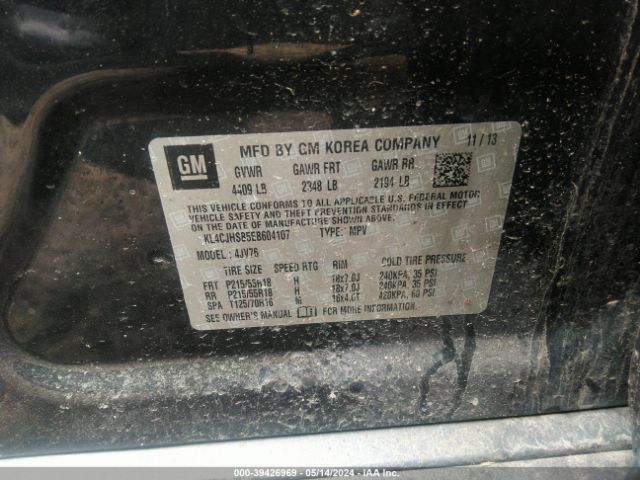 GM MFD BY GM KOREA COMPANY 11/13
GVWR GAWR FRT GAWR RR
4409 LB 2348 LB 2194 LB
THIS VEHICLE CONFORMS TO ALL APPLICABLE U.S. FEDERAL MOTOR
VEHICLE SAFETY AND THEFT PREVENTION STANDARDS IN EFFECT ON THE
DATE OF MANUFACTURE SHOWN ABOVE.
KL4CJHSB5EB604107 TYPE: MPV
MODEL: 4JV76
TIRE SIZE SPEED RTG RIM COLD TIRE PRESSURE
FRT P215/55R18 H 18x7.0J 240KPA, 35 PSI
RR P215/55R18 H 18x7.0J 240KPA, 35 PSI
SPA T125/70R16 M 16x4.0T 420KPA, 60 PSI
SEE OWNER'S MANUAL FOR MORE INFORMATION
000-39426969 - 05/14/2024 - IAAI.COM